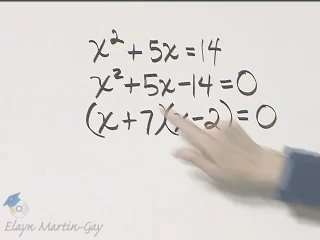 x² + 5x = 14
x² + 5x - 14 = 0
(x + 7)(x - 2) = 0
Elayn Martin-Gay